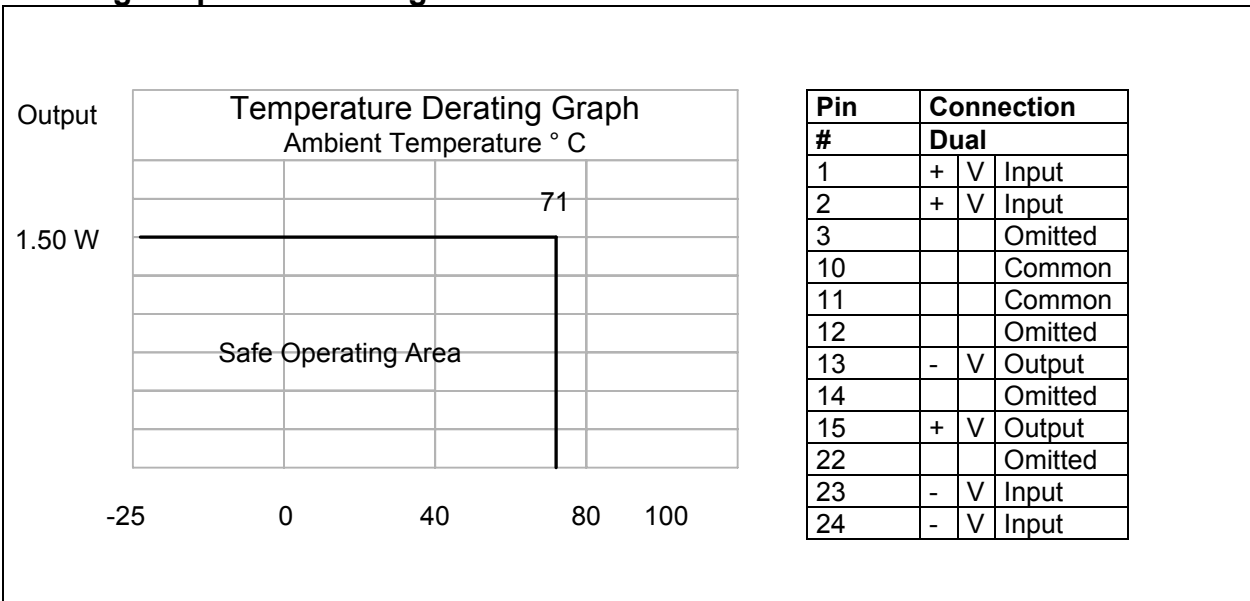 Output
Temperature Derating Graph
Ambient Temperature ° C
71
1.50 W
Safe Operating Area
-25 0 40 80 100
Pin Connection
# Dual
1 + V Input
2 + V Input
3 Omitted
10 Common
11 Common
12 Omitted
13 - V Output
14 Omitted
15 + V Output
22 Omitted
23 - V Input
24 - V Input